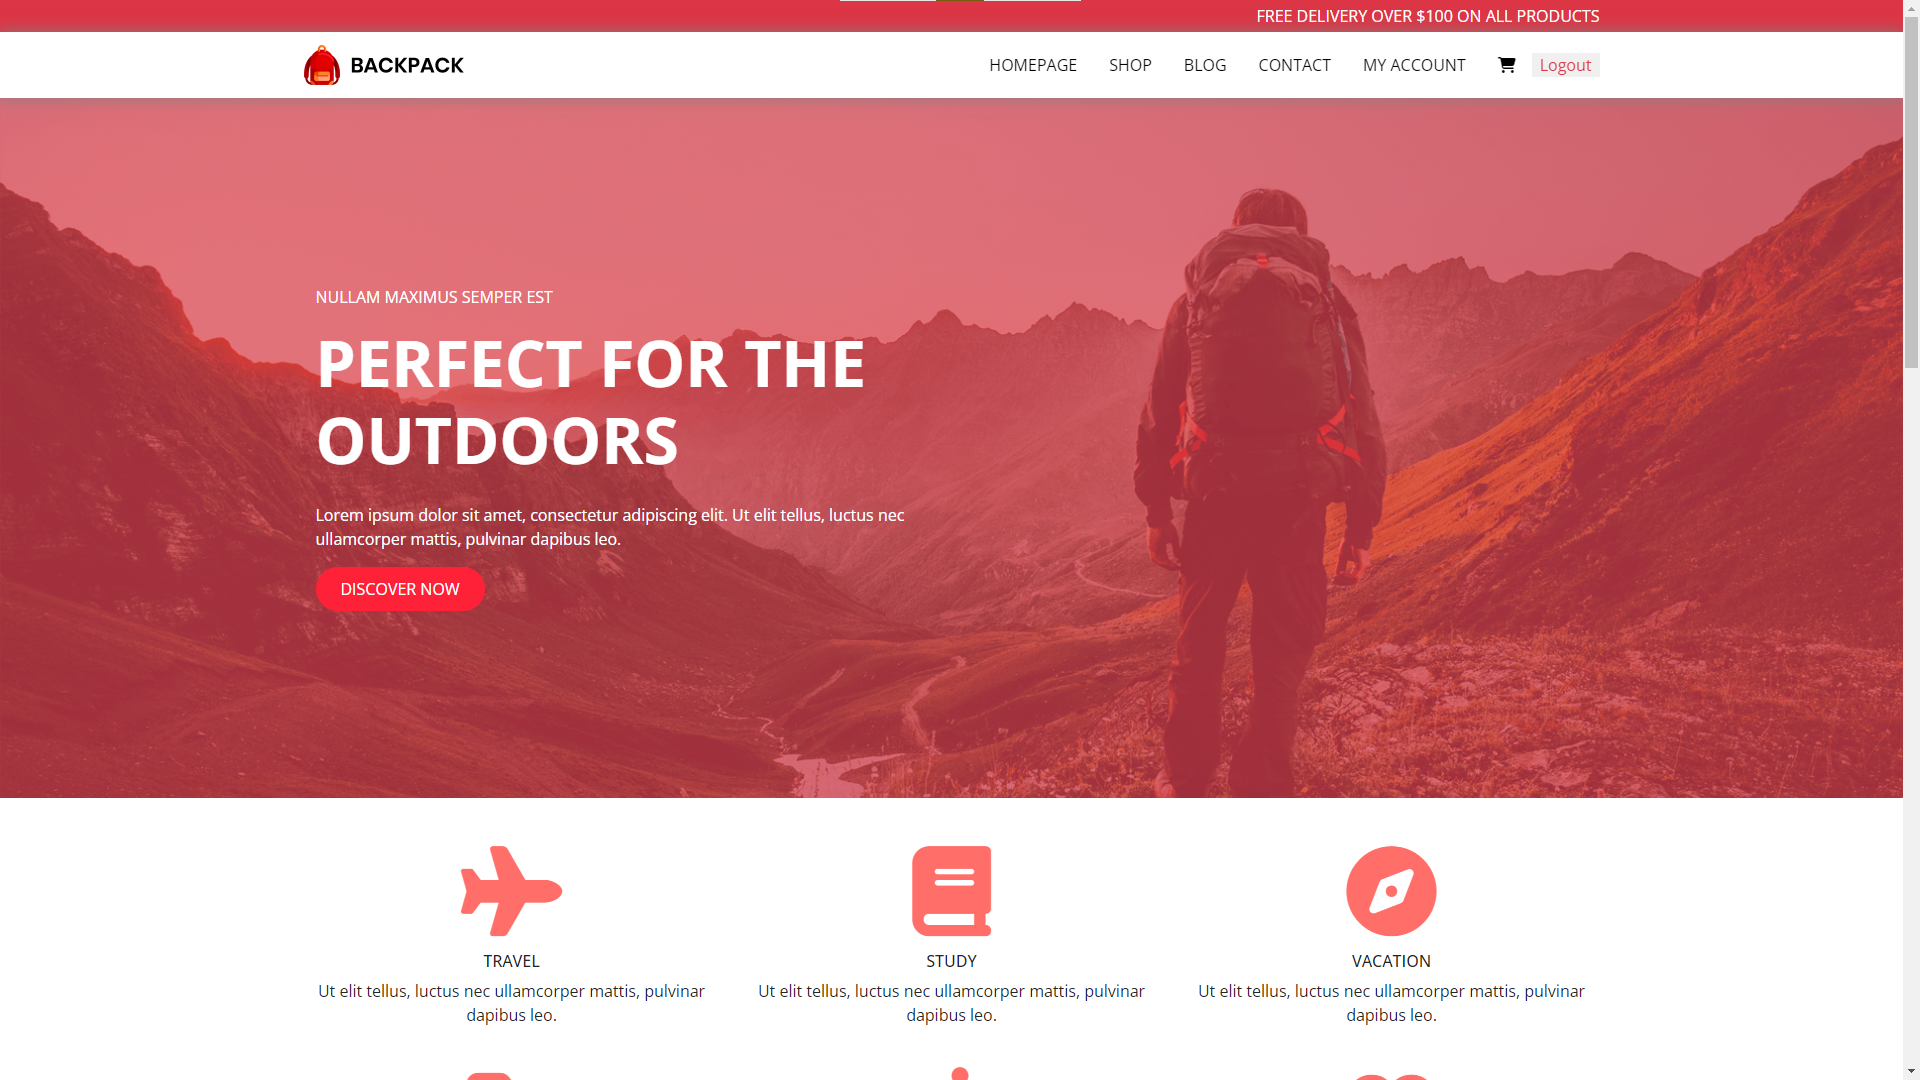 FREE DELIVERY OVER $100 ON ALL PRODUCTS
BACKPACK
HOMEPAGE
SHOP
BLOG
CONTACT
MY ACCOUNT
Logout
NULLAM MAXIMUS SEMPER EST
PERFECT FOR THE
OUTDOORS
Lorem ipsum dolor sit amet, consectetur adipiscing elit. Ut elit tellus, luctus nec
ullamcorper mattis, pulvinar dapibus leo.
DISCOVER NOW
TRAVEL
Ut elit tellus, luctus nec ullamcorper mattis, pulvinar
dapibus leo.
STUDY
Ut elit tellus, luctus nec ullamcorper mattis, pulvinar
dapibus leo.
VACATION
Ut elit tellus, luctus nec ullamcorper mattis, pulvinar
dapibus leo.